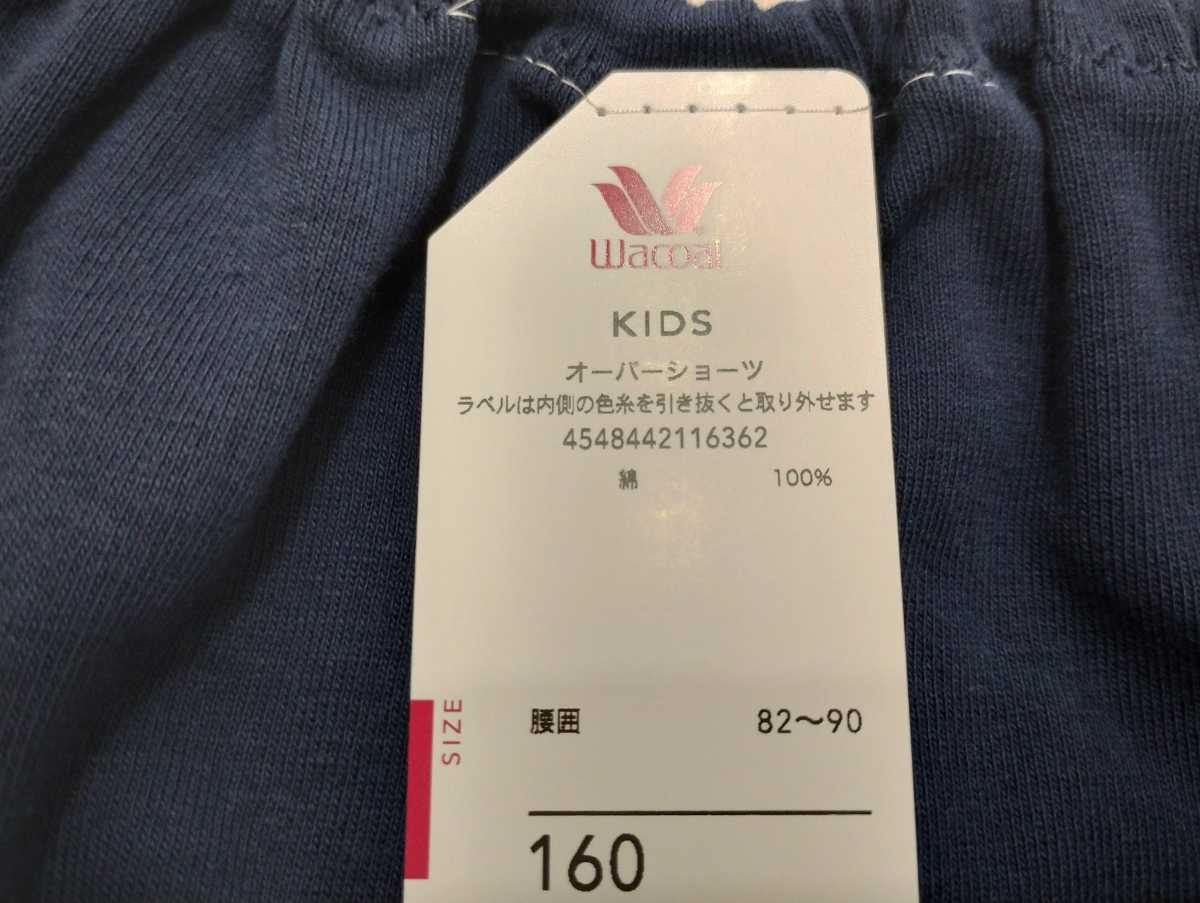 Wacoal
KIDS
オーバーショーツ
ラベルは内側の色糸を引き抜くと取り外せます
4548442116362
綿 100%
SIZE
腰囲 82〜90
160